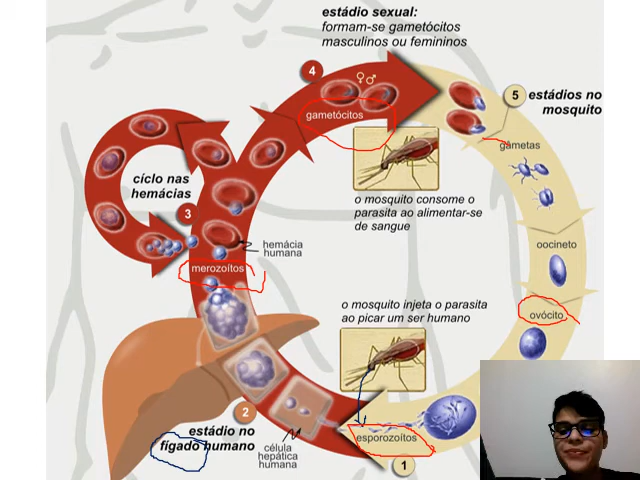 estádio sexual:
formam-se gametócitos
masculinos ou femininos
4
♀♂
gametócitos
5
estádios no
mosquito
gâmetas
o mosquito consome o
parasita ao alimentar-se
de sangue
cíclo nas
hemácias
3
hemácia
humana
merozoítos
oocineto
ovócito
o mosquito injeta o parasita
ao picar um ser humano
2
estádio no
fígado humano
célula
hepática
humana
esporozoítos
1